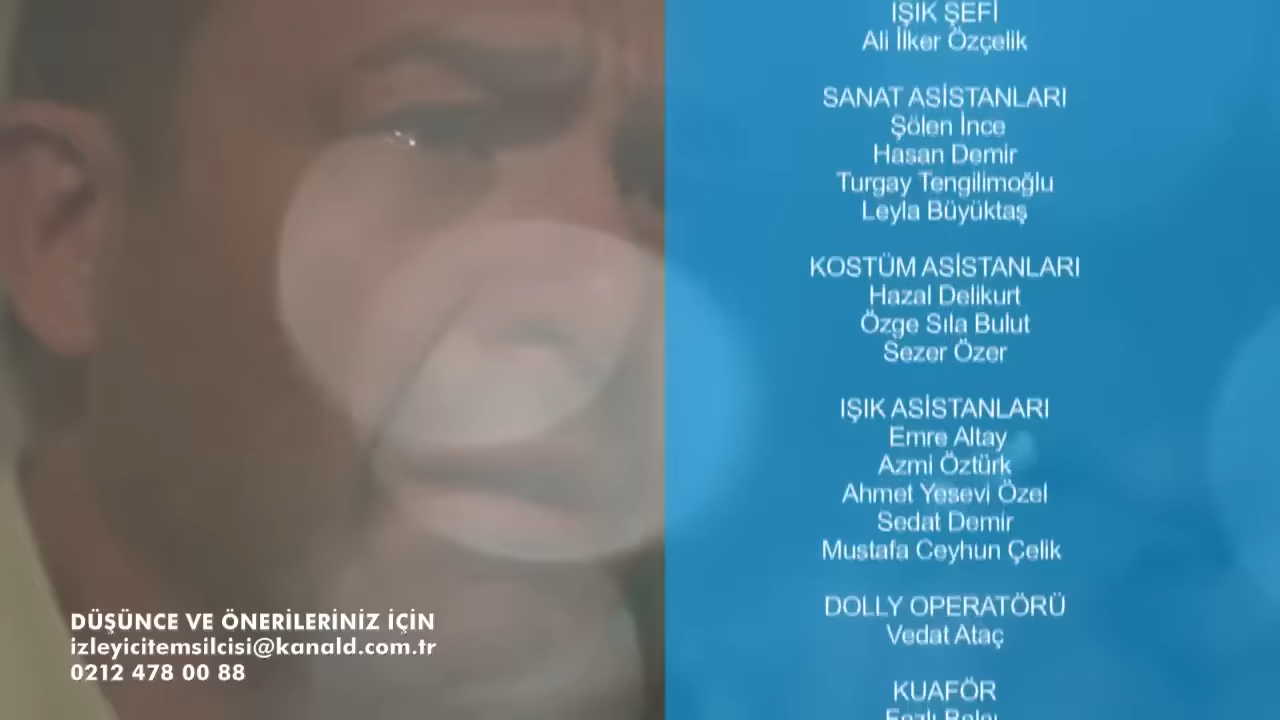 IŞIK ŞEFİ
Ali İlker Özçelik
SANAT ASİSTANLARI
Şölen İnce
Hasan Demir
Turgay Tengilimoğlu
Leyla Büyüktaş
KOSTÜM ASİSTANLARI
Hazal Delikurt
Özge Sıla Bulut
Sezer Özer
IŞIK ASİSTANLARI
Emre Altay
Azmi Öztürk
Ahmet Yesevi Özel
Sedat Demir
Mustafa Ceyhun Çelik
DOLLY OPERATÖRÜ
Vedat Ataç
KUAFÖR
DÜŞÜNCE VE ÖNERİLERİNİZ İÇİN
izleyicitemsilcisi@kanald.com.tr
0212 478 00 88